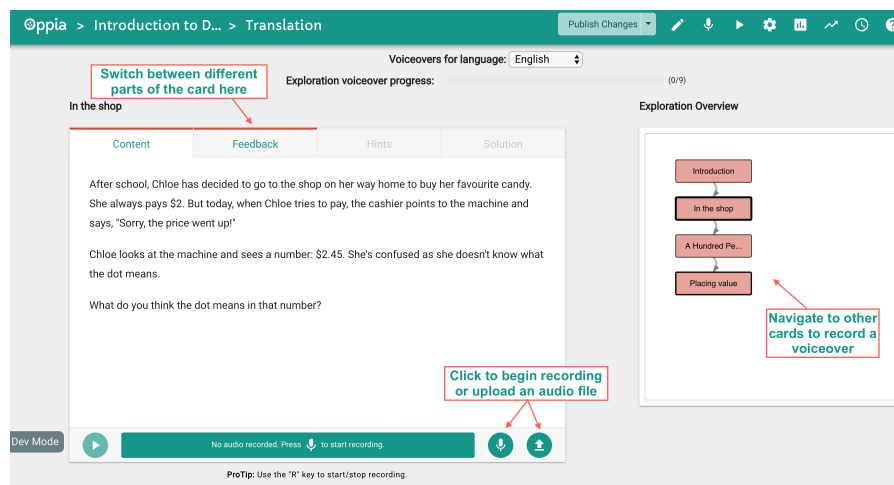 Oppia > Introduction to D... > Translation
Publish Changes
Voiceovers for language: English
Exploration voiceover progress: (0/9)
Switch between different
parts of the card here
In the shop
Exploration Overview
Content Feedback Hints Solution
After school, Chloe has decided to go to the shop on her way home to buy her favourite candy.
She always pays $2. But today, when Chloe tries to pay, the cashier points to the machine and
says, "Sorry, the price went up!"
Chloe looks at the machine and sees a number: $2.45. She's confused as she doesn't know what
the dot means.
What do you think the dot means in that number?
Introduction
In the shop
A Hundred Pe...
Placing value
Navigate to other
cards to record a
voiceover
Click to begin recording
or upload an audio file
Dev Mode
No audio recorded. Press to start recording.
ProTip: Use the "R" key to start/stop recording.